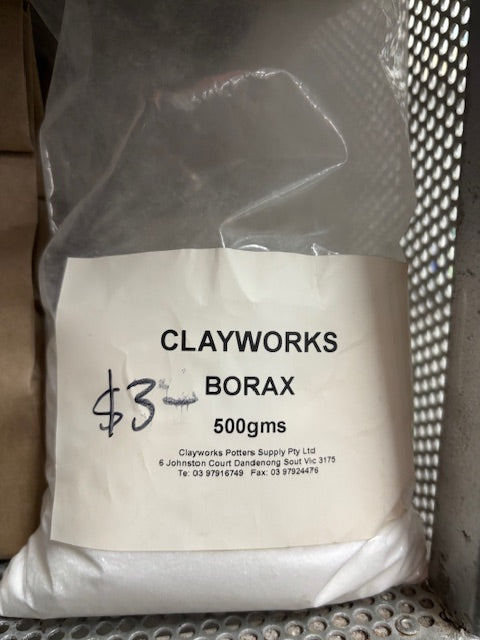 CLAYWORKS
$3-
BORAX
500gms
Clayworks Potters Supply Pty Ltd
6 Johnston Court Dandenong Sout Vic 3175
Te: 03 97916749 Fax: 03 97924476